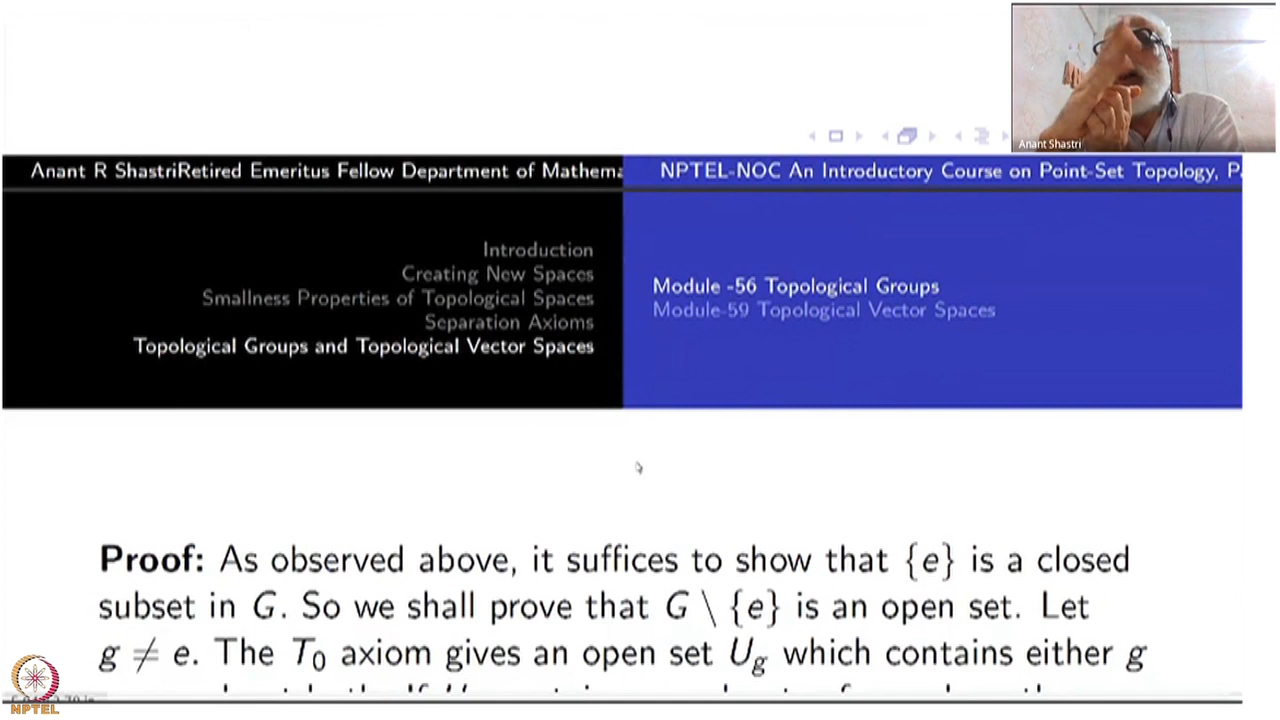 Anant Shastri
Anant R ShastriRetired Emeritus Fellow Department of Mathema
NPTEL-NOC An Introductory Course on Point-Set Topology, P
Introduction
Creating New Spaces
Smallness Properties of Topological Spaces
Separation Axioms
Topological Groups and Topological Vector Spaces
Module -56 Topological Groups
Module-59 Topological Vector Spaces
Proof: As observed above, it suffices to show that {e} is a closed
subset in G. So we shall prove that G \ {e} is an open set. Let
g ≠ e. The T₀ axiom gives an open set U_g which contains either g
NPTEL